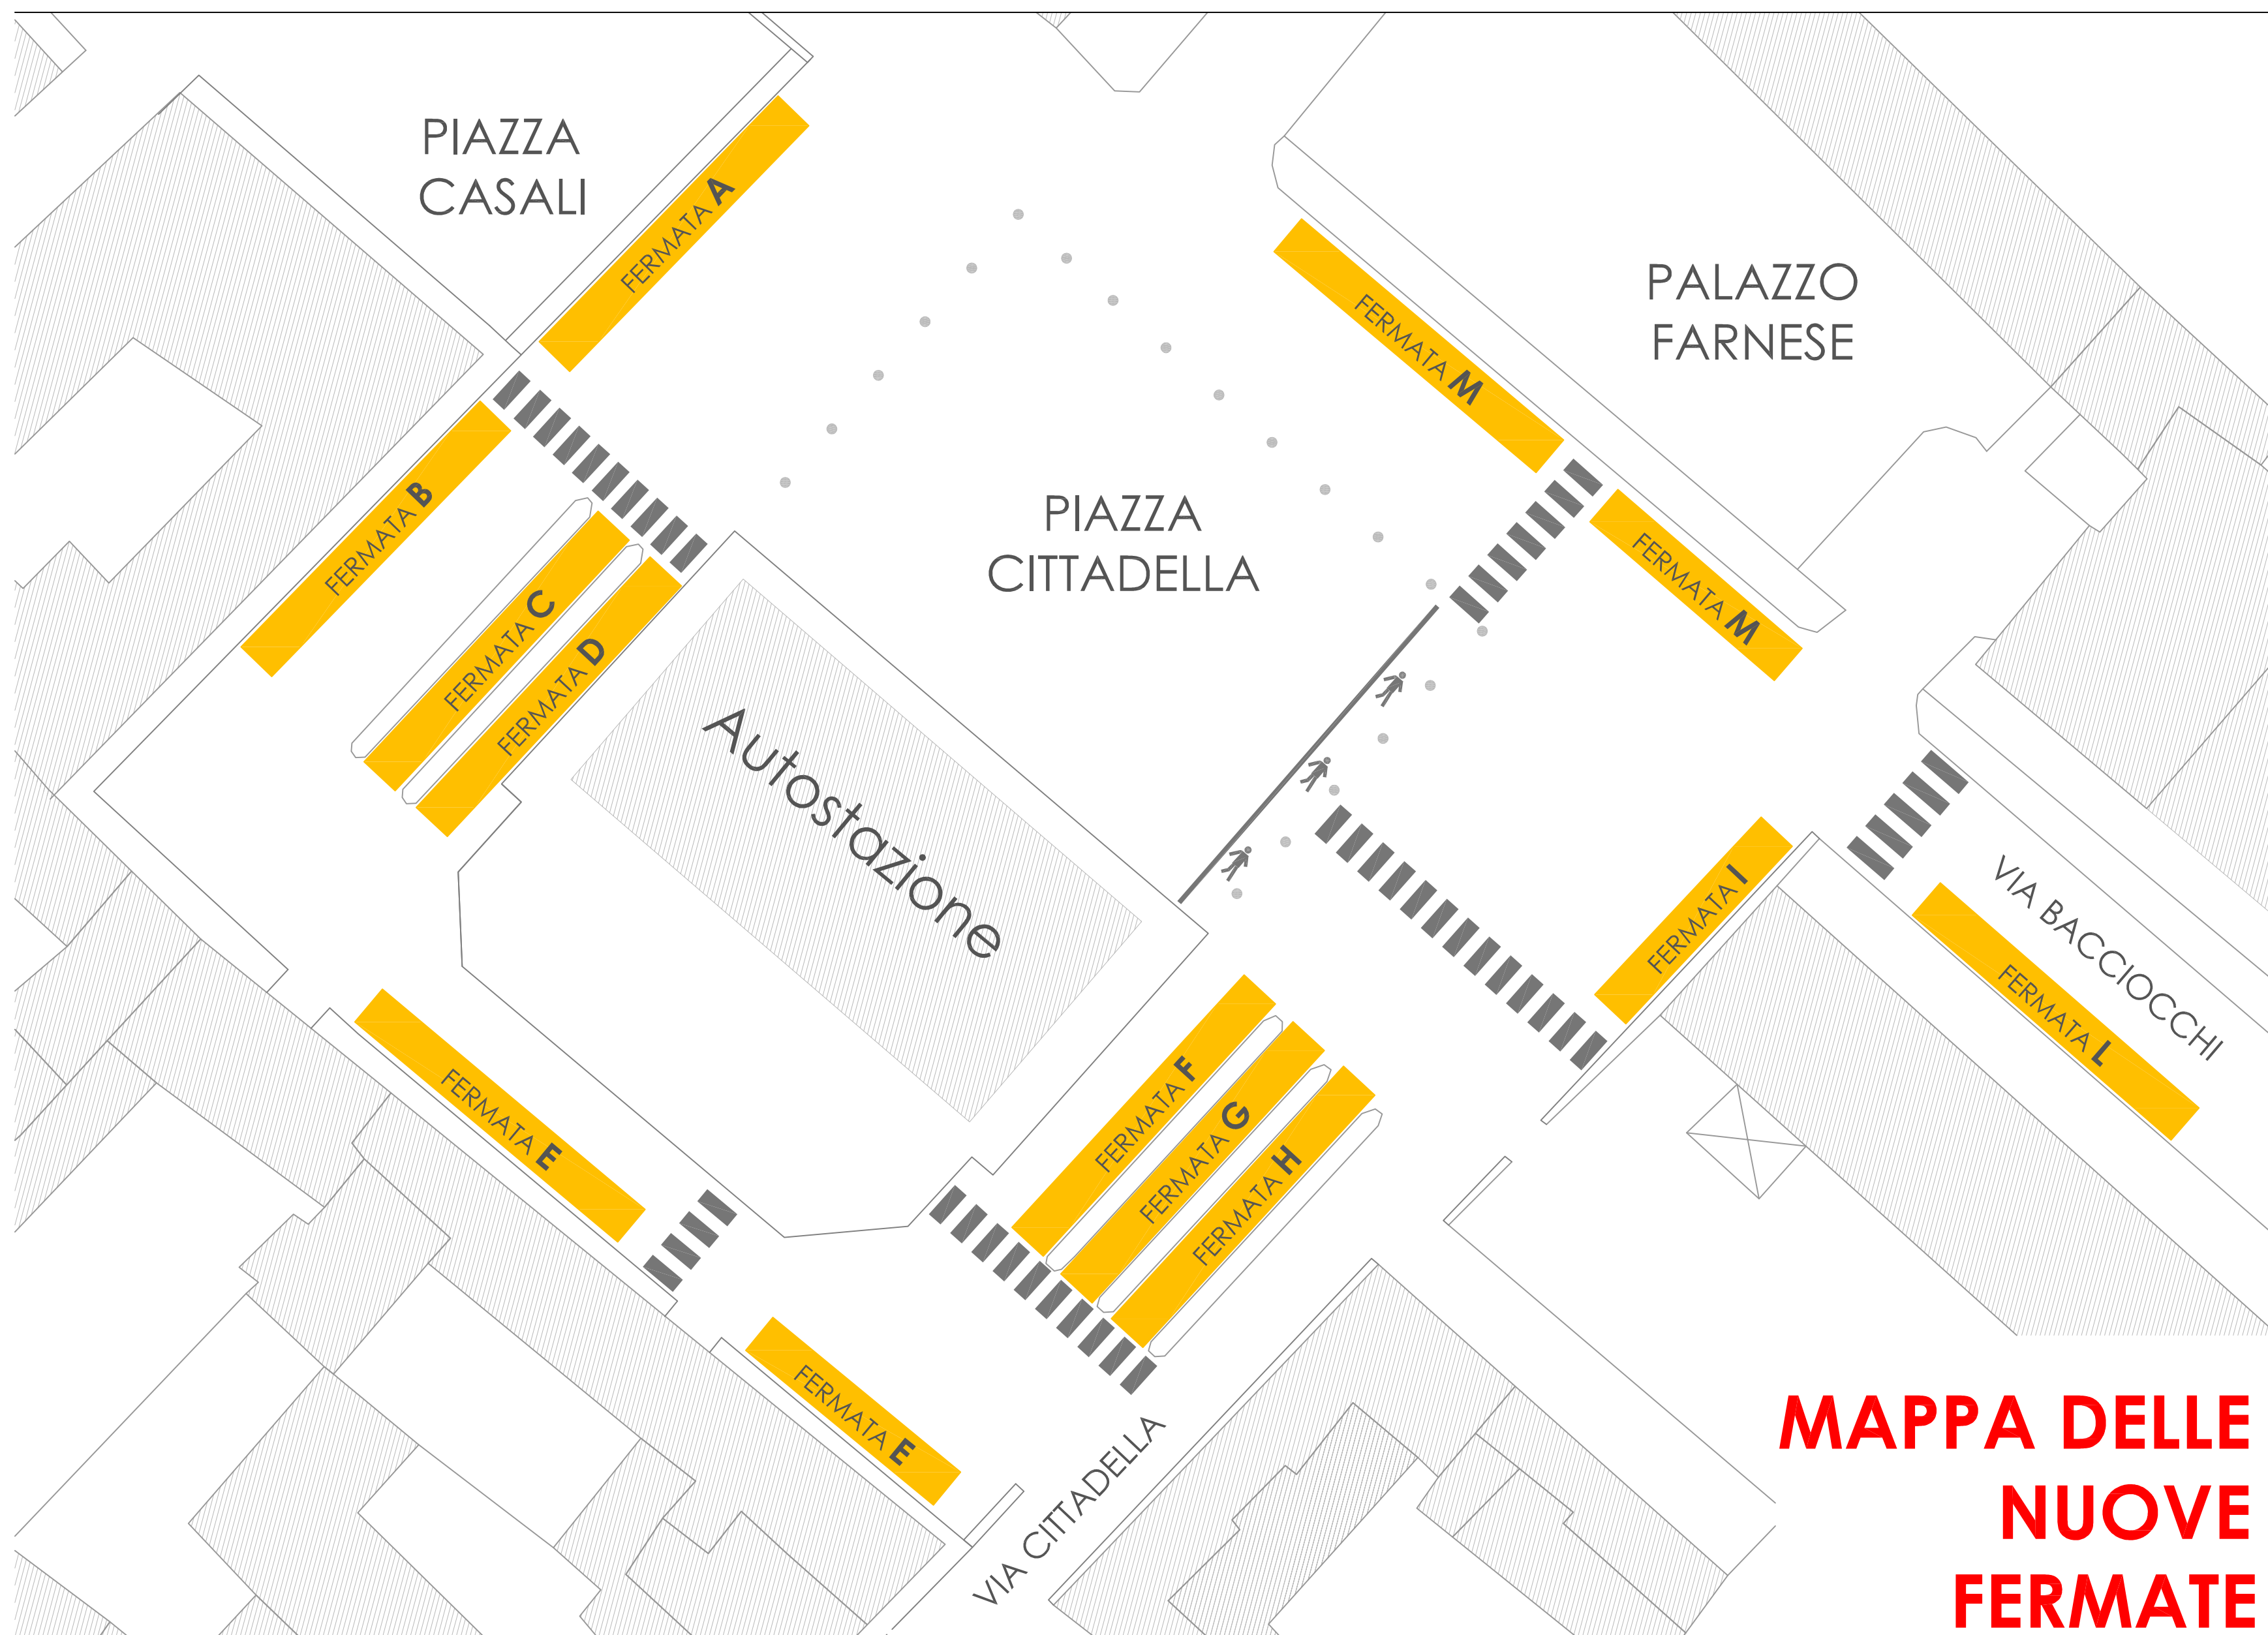 PIAZZA
CASALI
FERMATA A
PALAZZO
FARNESE
FERMATA M
FERMATA B
PIAZZA
CITTADELLA
FERMATA M
FERMATA C
FERMATA D
Autostazione
FERMATA I
VIA BACCIOCCHI
FERMATA L
FERMATA E
FERMATA F
FERMATA G
FERMATA H
FERMATA E
VIA CITTADELLA
MAPPA DELLE
NUOVE
FERMATE